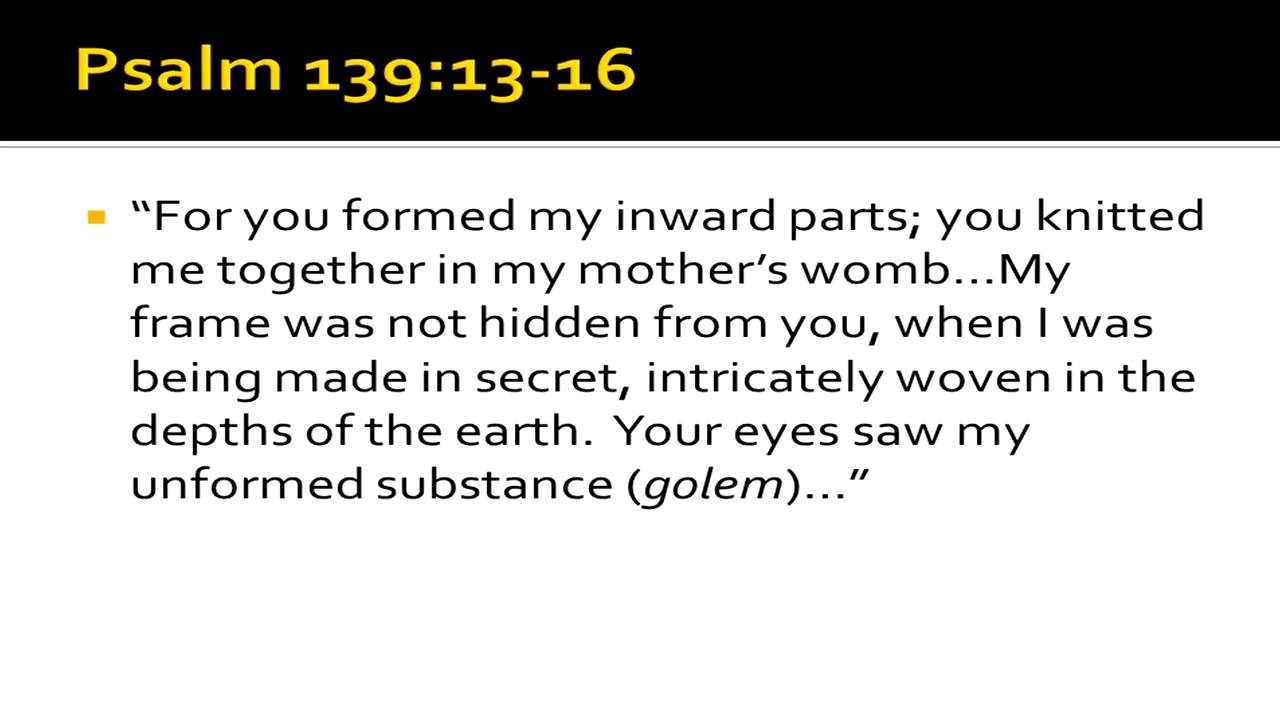 Psalm 139:13-16
“For you formed my inward parts; you knitted
me together in my mother’s womb...My
frame was not hidden from you, when I was
being made in secret, intricately woven in the
depths of the earth.  Your eyes saw my
unformed substance (golem)...”